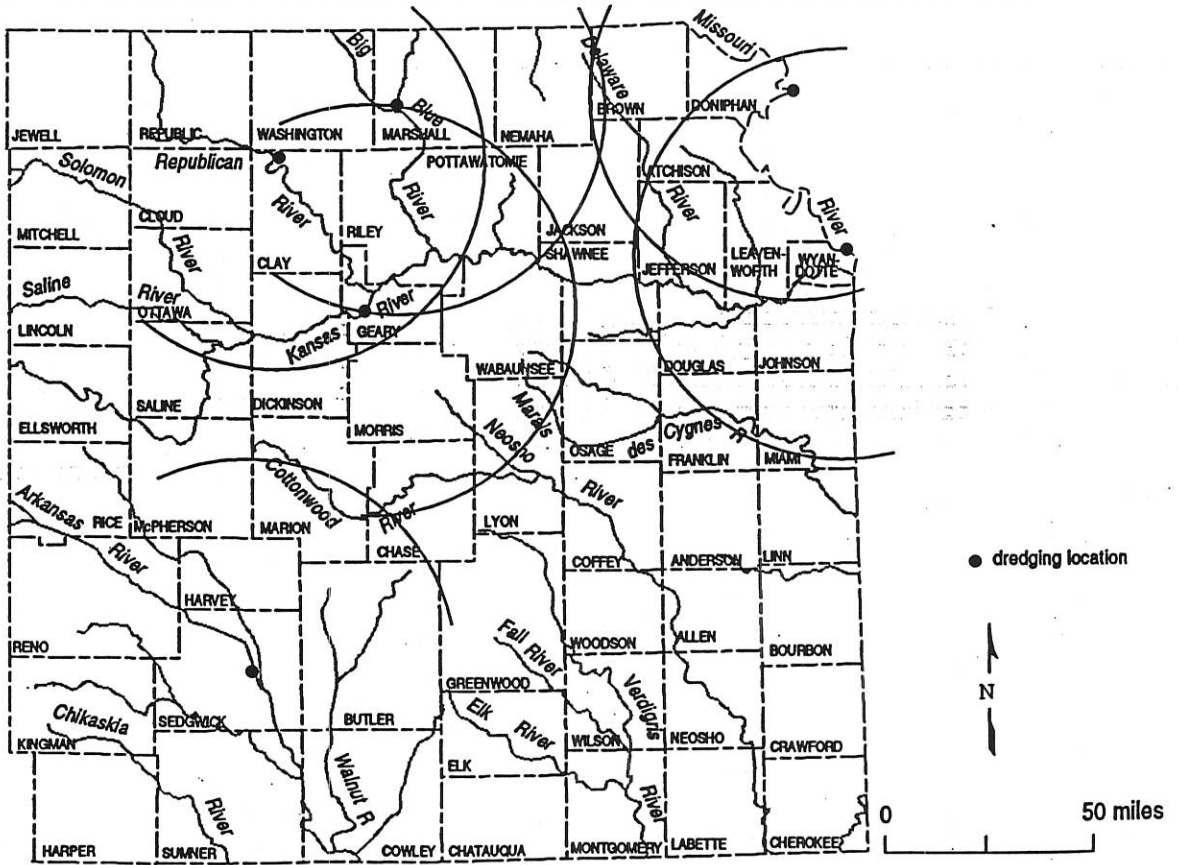 Missouri
Big
Delaware
Blue
BROWN
DONIPHAN
JEWELL
REPUBLIC
WASHINGTON
MARSHALL
NEMAHA
Republican
POTTAWATOMIE
Solomon
ATCHISON
River
River
River
River
CLOUD
RILEY
MITCHELL
River
JACKSON
SHAWNEE
LEAVEN-
WORTH
WYAN-
DOTTE
CLAY
JEFFERSON
Saline
River
OTTAWA
River
LINCOLN
Kansas
GEARY
WABAUNSEE
DOUGLAS
JOHNSON
SALINE
DICKINSON
Marais
ELLSWORTH
MORRIS
Neosho
OSAGE
des
Cygnes R
FRANKLIN
MIAMI
Cottonwood
Arkansas
RICE
McPHERSON
MARION
River
LYON
River
CHASE
River
COFFEY
ANDERSON
LINN
dredging location
HARVEY
RENO
Fall River
WOODSON
ALLEN
BOURBON
GREENWOOD
Verdigris
N
Chikaskia
SEDGWICK
BUTLER
Elk
River
WILSON
NEOSHO
CRAWFORD
KINGMAN
ELK
Walnut R
River
River
0
50 miles
HARPER
SUMNER
COWLEY
CHATAUQUA
MONTGOMERY
LABETTE
CHEROKEE